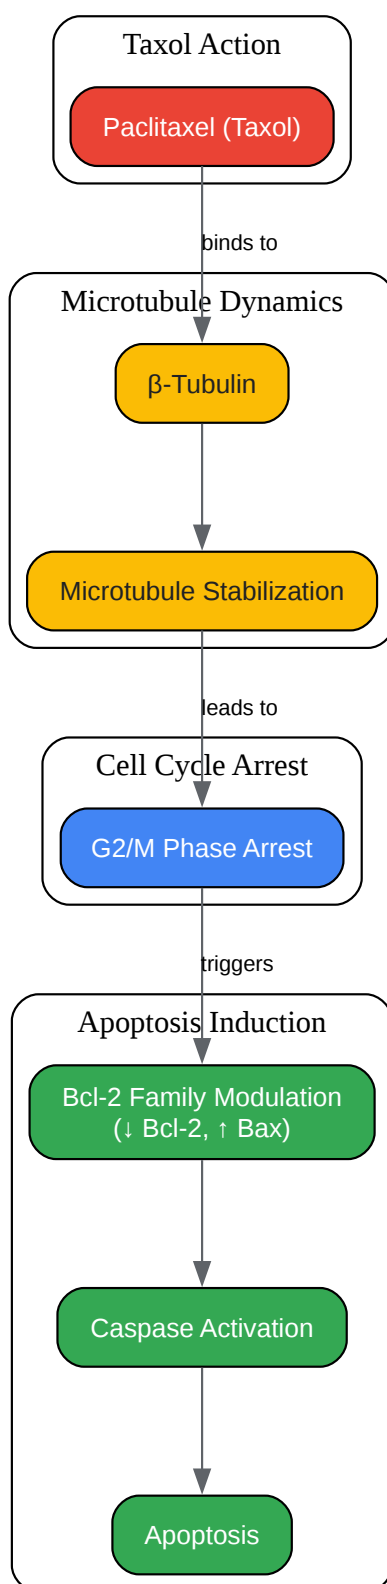 Taxol Action
Paclitaxel (Taxol)
binds to
Microtubule Dynamics
β-Tubulin
Microtubule Stabilization
leads to
Cell Cycle Arrest
G2/M Phase Arrest
triggers
Apoptosis Induction
Bcl-2 Family Modulation
(↓ Bcl-2, ↑ Bax)
Caspase Activation
Apoptosis